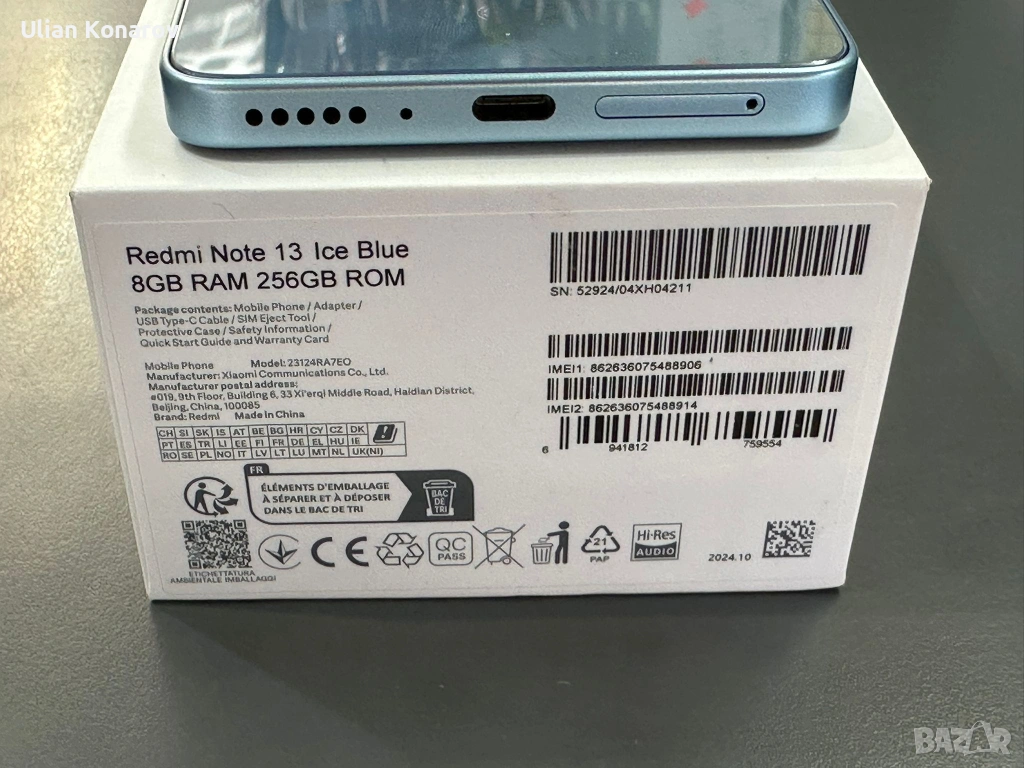 Ulian Konarov
Redmi Note 13 Ice Blue
8GB RAM 256GB ROM
Package contents: Mobile Phone / Adapter /
USB Type-C Cable / SIM Eject Tool /
Protective Case / Safety Information /
Quick Start Guide and Warranty Card
Mobile Phone Model: 23124RA7EO
Manufacturer: Xiaomi Communications Co., Ltd.
Manufacturer postal address:
#019, 9th Floor, Building 6, 33 Xi'erqi Middle Road, Haidian District,
Beijing, China, 100085
Brand: Redmi Made in China
CH SI SK IS AT BE BG HR CY CZ DK
PT ES TR LI EE FI FR DE EL HU IE
RO SE PL NO IT LV LT LU MT NL UK(NI)
SN: 52924/04XH04211
IMEI1: 862636075488906
IMEI2: 862636075488914
6 941812 759554
FR
ÉLÉMENTS D'EMBALLAGE
À SÉPARER ET À DÉPOSER
DANS LE BAC DE TRI
BAC
DE
TRI
ETICHETTATURA
AMBIENTALE IMBALLAGGI
CE
QC
PASS
21
PAP
Hi-Res
AUDIO
2024.10
BAZAR